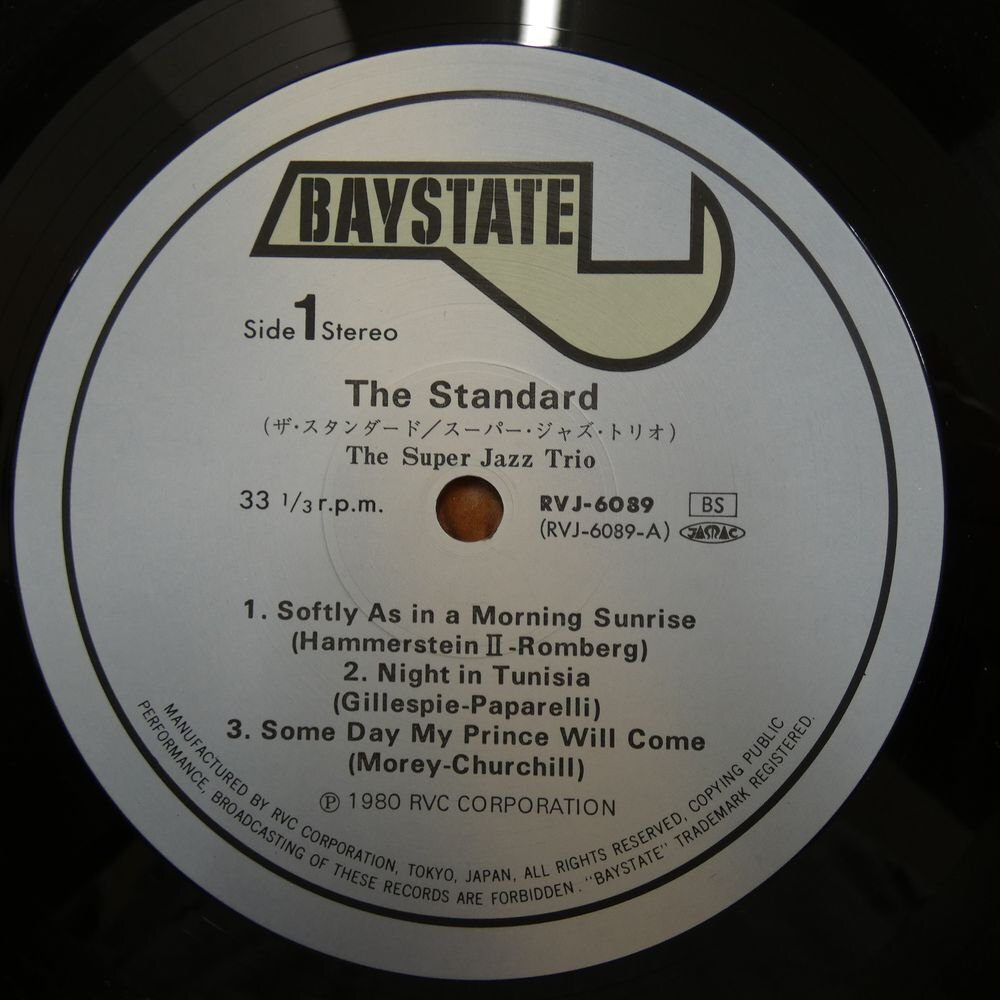 BAYSTATE
Side 1 Stereo
The Standard
(ザ・スタンダード／スーパー・ジャズ・トリオ)
The Super Jazz Trio
33 1/3 r.p.m.
RVJ-6089 BS
(RVJ-6089-A) JASRAC
1. Softly As in a Morning Sunrise
(Hammerstein II-Romberg)
2. Night in Tunisia
(Gillespie-Paparelli)
3. Some Day My Prince Will Come
(Morey-Churchill)
Ⓟ 1980 RVC CORPORATION
MANUFACTURED BY RVC CORPORATION, TOKYO, JAPAN, ALL RIGHTS RESERVED, COPYING PUBLIC
PERFORMANCE, BROADCASTING OF THESE RECORDS ARE FORBIDDEN. "BAYSTATE" TRADEMARK REGISTERED.